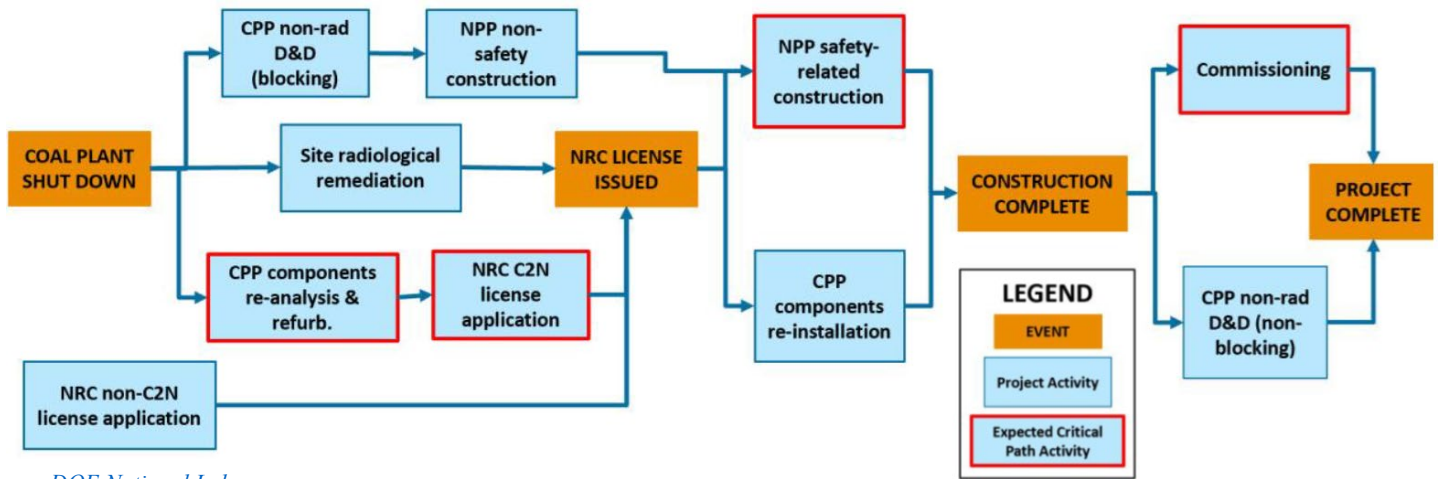 CPP non-rad
D&D
(blocking)
NPP non-
safety
construction
NPP safety-
related
construction
Commissioning
COAL PLANT
SHUT DOWN
Site radiological
remediation
NRC LICENSE
ISSUED
CONSTRUCTION
COMPLETE
PROJECT
COMPLETE
CPP components
re-analysis &
refurb.
NRC C2N
license
application
CPP
components
re-installation
CPP non-rad
D&D (non-
blocking)
NRC non-C2N
license application
LEGEND
EVENT
Project Activity
Expected Critical
Path Activity